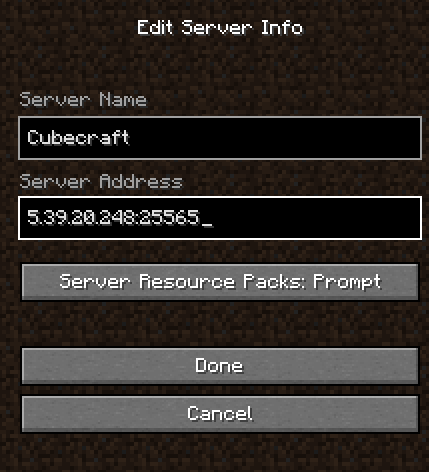 Edit Server Info
Server Name
Cubecraft
Server Address
5.39.20.248:25565_
Server Resource Packs: Prompt
Done
Cancel